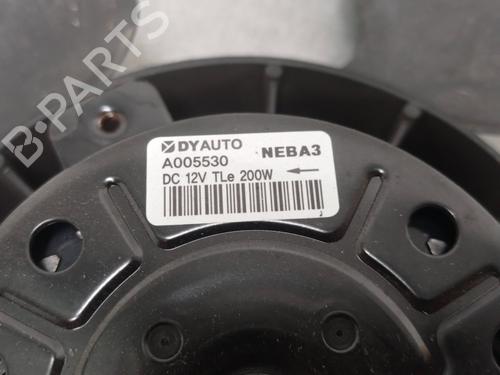 B-PARTS
DYAUTO
A005530 NEBA3
DC 12V TLe 200W